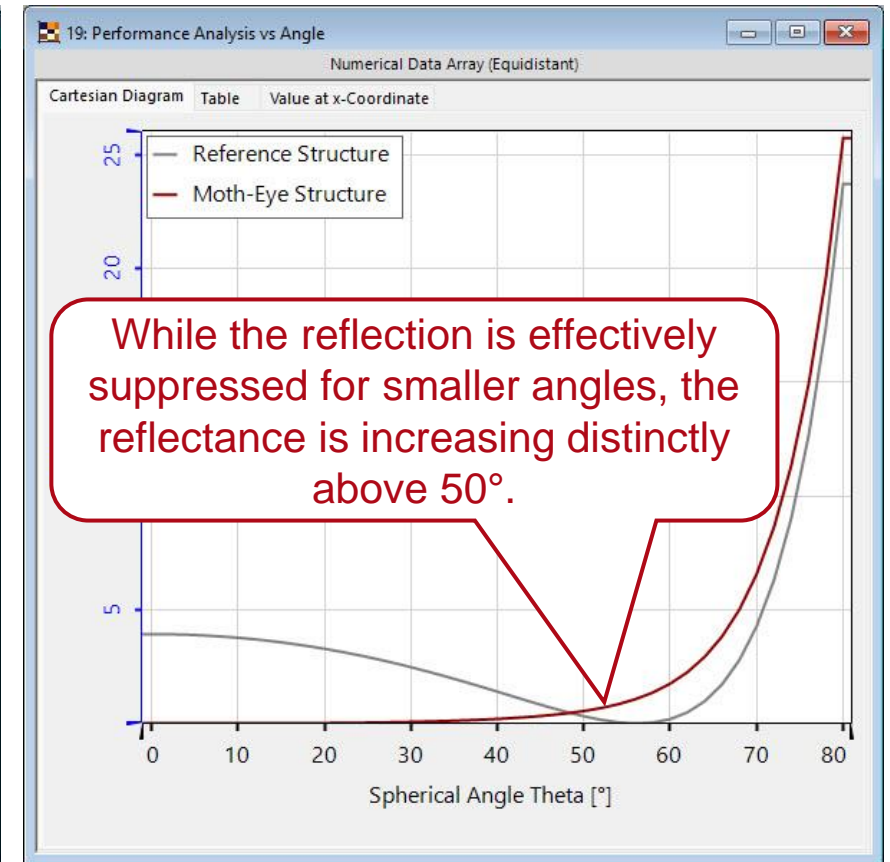 19: Performance Analysis vs Angle
Numerical Data Array (Equidistant)
Cartesian Diagram Table Value at x-Coordinate
Reference Structure
Moth-Eye Structure
25
20
5
While the reflection is effectively
suppressed for smaller angles, the
reflectance is increasing distinctly
above 50°.
0 10 20 30 40 50 60 70 80
Spherical Angle Theta [°]